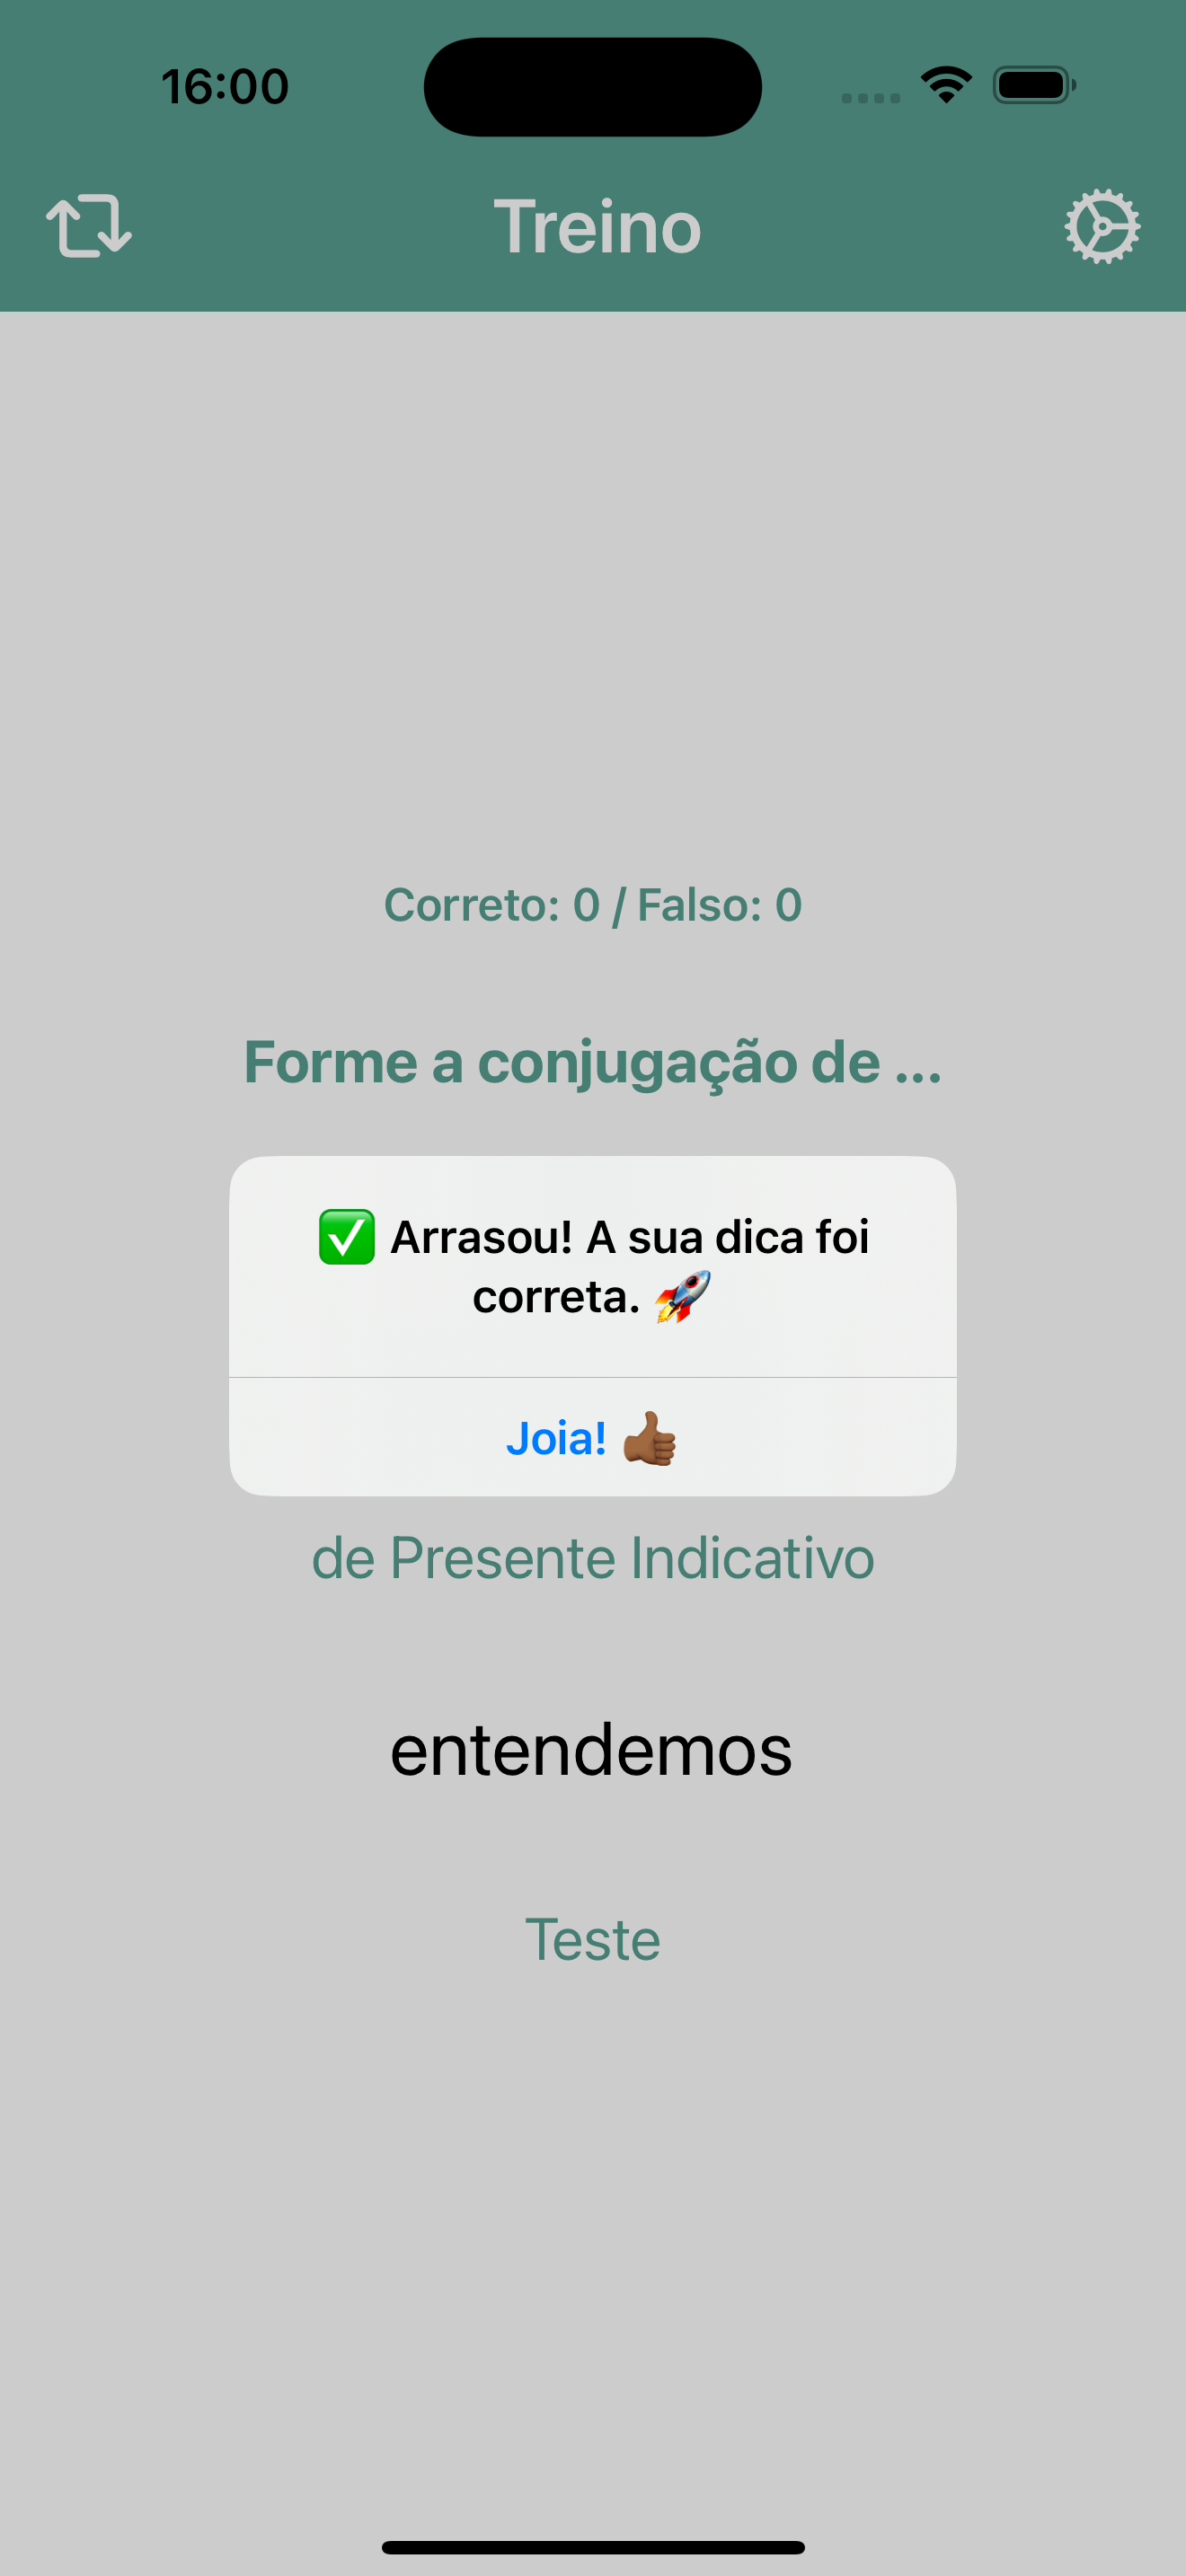 16:00
Treino
Correto: 0 / Falso: 0
Forme a conjugação de ...
✅ Arrasou! A sua dica foi
correta. 🚀
Joia! 👍🏾
de Presente Indicativo
entendemos
Teste